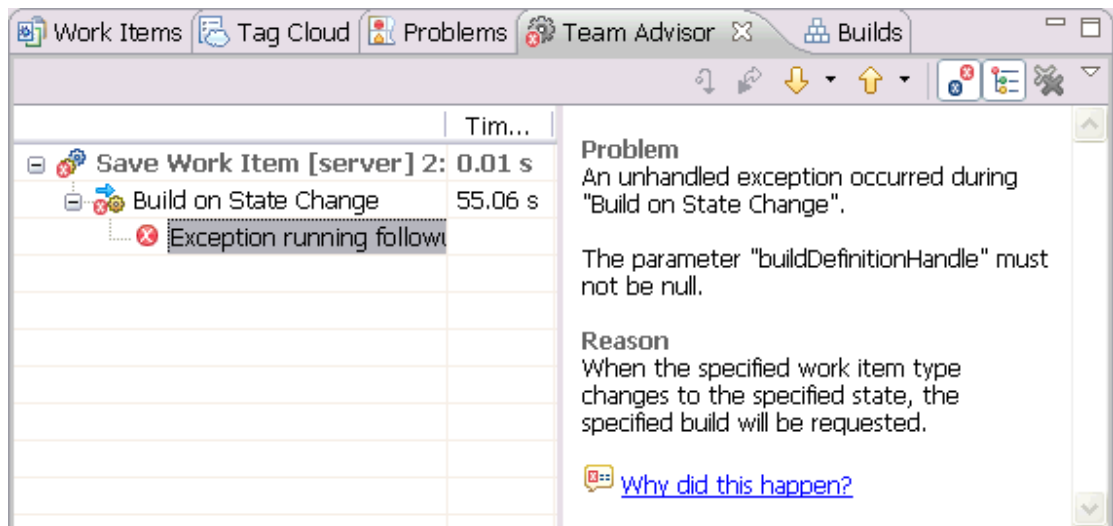 Work Items Tag Cloud Problems Team Advisor Builds
Tim...
Save Work Item [server] 2: 0.01 s
Build on State Change 55.06 s
Exception running follow
Problem
An unhandled exception occurred during
"Build on State Change".
The parameter "buildDefinitionHandle" must
not be null.
Reason
When the specified work item type
changes to the specified state, the
specified build will be requested.
Why did this happen?